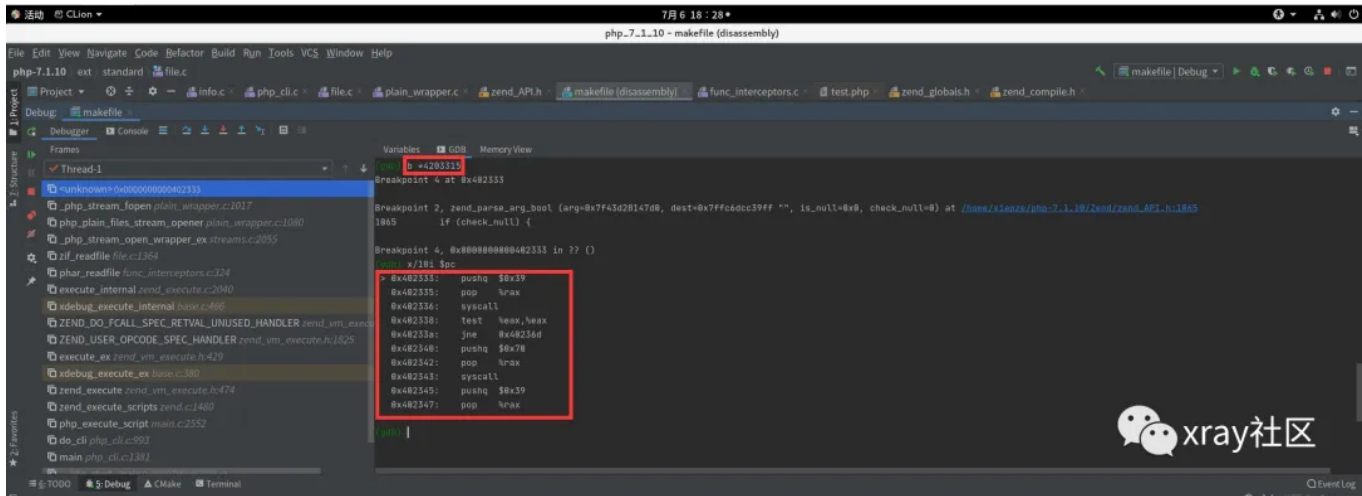 活动 CLion
7月6 18：28
php_7_1_10 - makefile (disassembly)
File Edit View Navigate Code Refactor Build Run Tools VCS Window Help
php-7.1.10 ext standard file.c
makefile | Debug
Project info.c php_cli.c file.c plain_wrapper.c zend_API.h makefile (disassembly) func_interceptors.c test.php zend_globals.h zend_compile.h
1: Project
Debug: makefile
Debugger Console
Frames Variables GDB Memory View
Thread-1
<unknown> 0x0000000000402333
_php_stream_fopen plain_wrapper.c:1017
php_plain_files_stream_opener plain_wrapper.c:1080
_php_stream_open_wrapper_ex streams.c:2055
zif_readfile file.c:1364
phar_readfile func_interceptors.c:324
execute_internal zend_execute.c:2040
xdebug_execute_internal base.c:466
ZEND_DO_FCALL_SPEC_RETVAL_UNUSED_HANDLER zend_vm_execu
ZEND_USER_OPCODE_SPEC_HANDLER zend_vm_execute.h:1825
execute_ex zend_vm_execute.h:429
xdebug_execute_ex base.c:380
zend_execute zend_vm_execute.h:474
zend_execute_scripts zend.c:1480
php_execute_script main.c:2552
do_cli php_cli.c:993
main php_cli.c:1381
7: Structure
2: Favorites
(gdb) b *4203315
Breakpoint 4 at 0x402333
Breakpoint 2, zend_parse_arg_bool (arg=0x7f43d28147d0, dest=0x7ffc6dcc39ff "", is_null=0x0, check_null=0) at /home/xiaoze/php-7.1.10/Zend/zend_API.h:1065
1065 if (check_null) {
Breakpoint 4, 0x0000000000402333 in ?? ()
(gdb) x/10i $pc
> 0x402333: pushq $0x39
0x402335: pop %rax
0x402336: syscall
0x402338: test %eax,%eax
0x40233a: jne 0x40236d
0x402340: pushq $0x70
0x402342: pop %rax
0x402343: syscall
0x402345: pushq $0x39
0x402347: pop %rax
(gdb)
xray社区
6: TODO 5: Debug CMake Terminal
Event Log